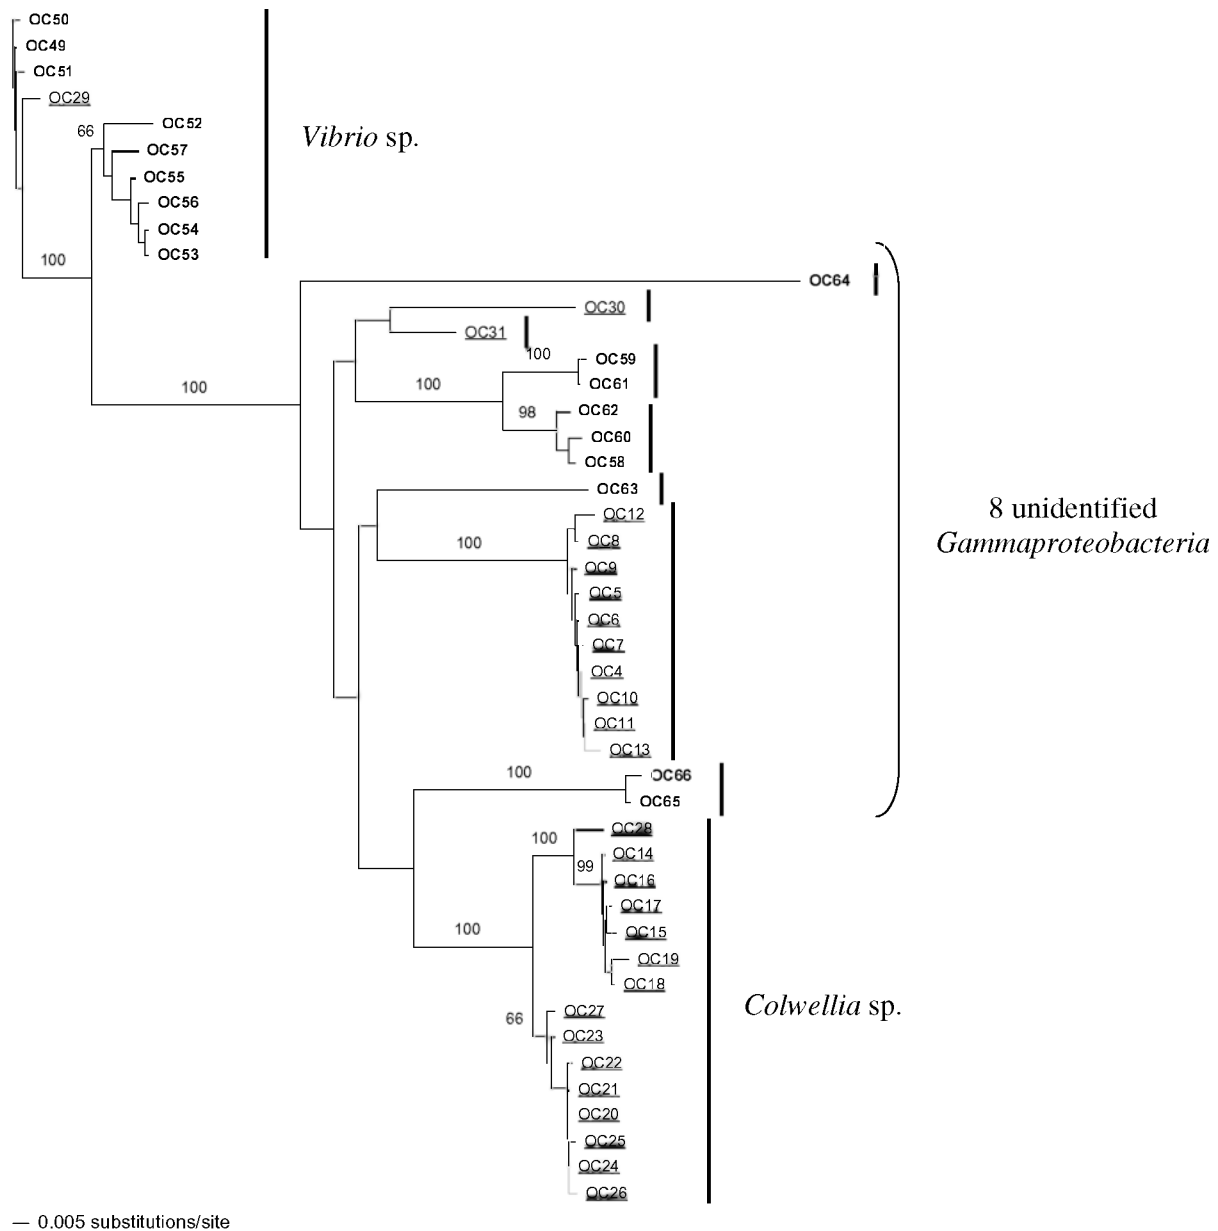 OC50
OC49
OC51
OC29
66
OC52
OC57
Vibrio sp.
OC55
OC56
OC54
OC53
100
OC64
OC30
OC31
100
OC59
100
OC61
100
98
OC62
OC60
OC58
OC63
8 unidentified
Gammaproteobacteria
OC12
100
OC8
OC9
OC5
OC6
OC7
OC4
OC10
OC11
OC13
100
OC66
OC65
OC28
100
OC14
99
OC16
OC17
100
OC15
OC19
OC18
Colwellia sp.
66
OC27
OC23
OC22
OC21
OC20
OC25
OC24
OC26
0.005 substitutions/site